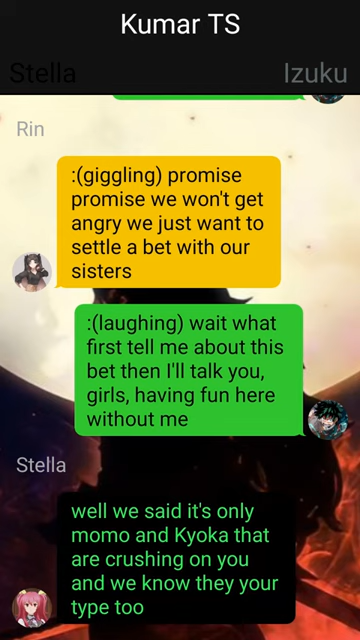 Kumar TS
Stella Izuku
Rin
:(giggling) promise
promise we won't get
angry we just want to
settle a bet with our
sisters
:(laughing) wait what
first tell me about this
bet then I'll talk you,
girls, having fun here
without me
Stella
well we said it's only
momo and Kyoka that
are crushing on you
and we know they your
type too